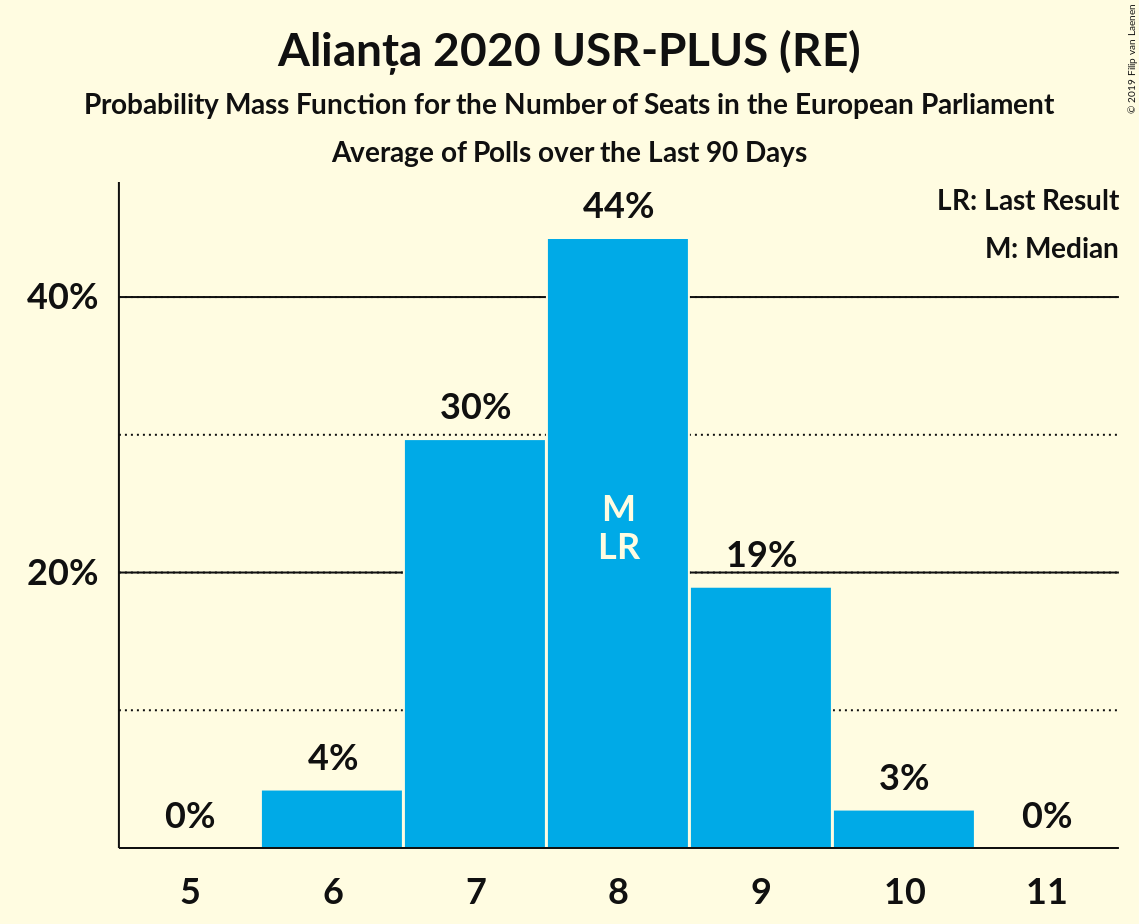 Alianța 2020 USR-PLUS (RE)
Probability Mass Function for the Number of Seats in the European Parliament
Average of Polls over the Last 90 Days
© 2019 Filip van Laenen
LR: Last Result
M: Median
40%
20%
0%
4%
30%
44%
M
LR
19%
3%
0%
5 6 7 8 9 10 11